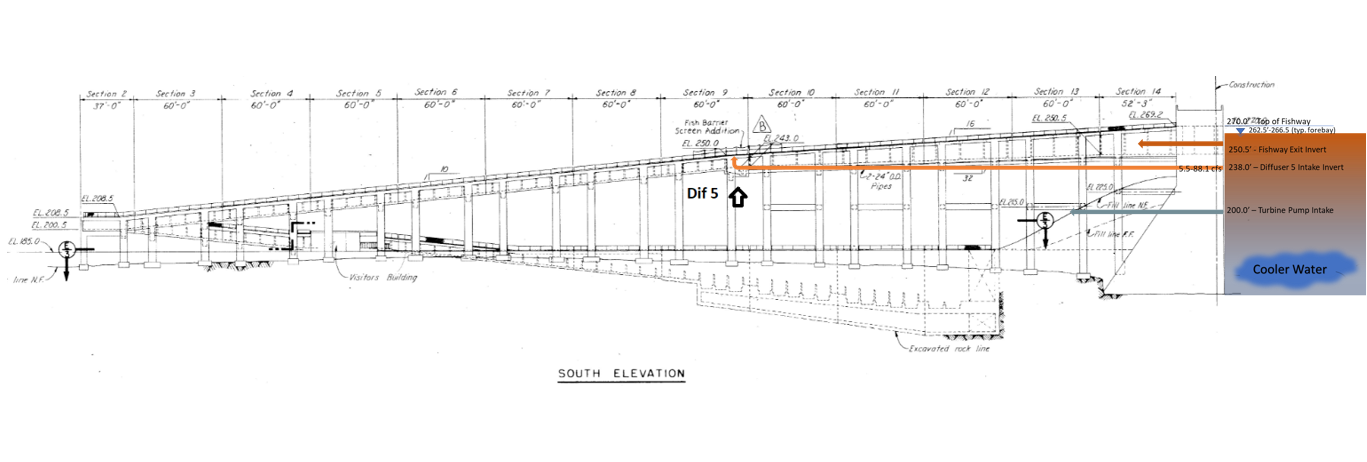 Section 2 Section 3 Section 4 Section 5 Section 6 Section 7 Section 8 Section 9 Section 10 Section 11 Section 12 Section 13 Section 14
37'-0" 60'-0" 60'-0" 60'-0" 60'-0" 60'-0" 60'-0" 60'-0" 60'-0" 60'-0" 60'-0" 60'-0" 52'-3"
Construction
Fish Barrier
Screen Addition
B
EL. 250.0
EL. 243.0
16
EL. 250.5
EL. 269.2
270.0' - Top of Fishway
262.5'-266.5 (typ. forebay)
250.5' - Fishway Exit Invert
5.5-88.1 cfs
238.0' – Diffuser 5 Intake Invert
10
2-24" O.D.
Pipes
32
Dif 5
EL. 225.0
Fill line N.F.
EL. 215.0
200.0' – Turbine Pump Intake
Fill line F.F.
EL. 208.5
EL. 208.5
EL. 200.5
EL. 185.0
line N.F.
Visitors Building
Cooler Water
Excavated rock line
SOUTH ELEVATION